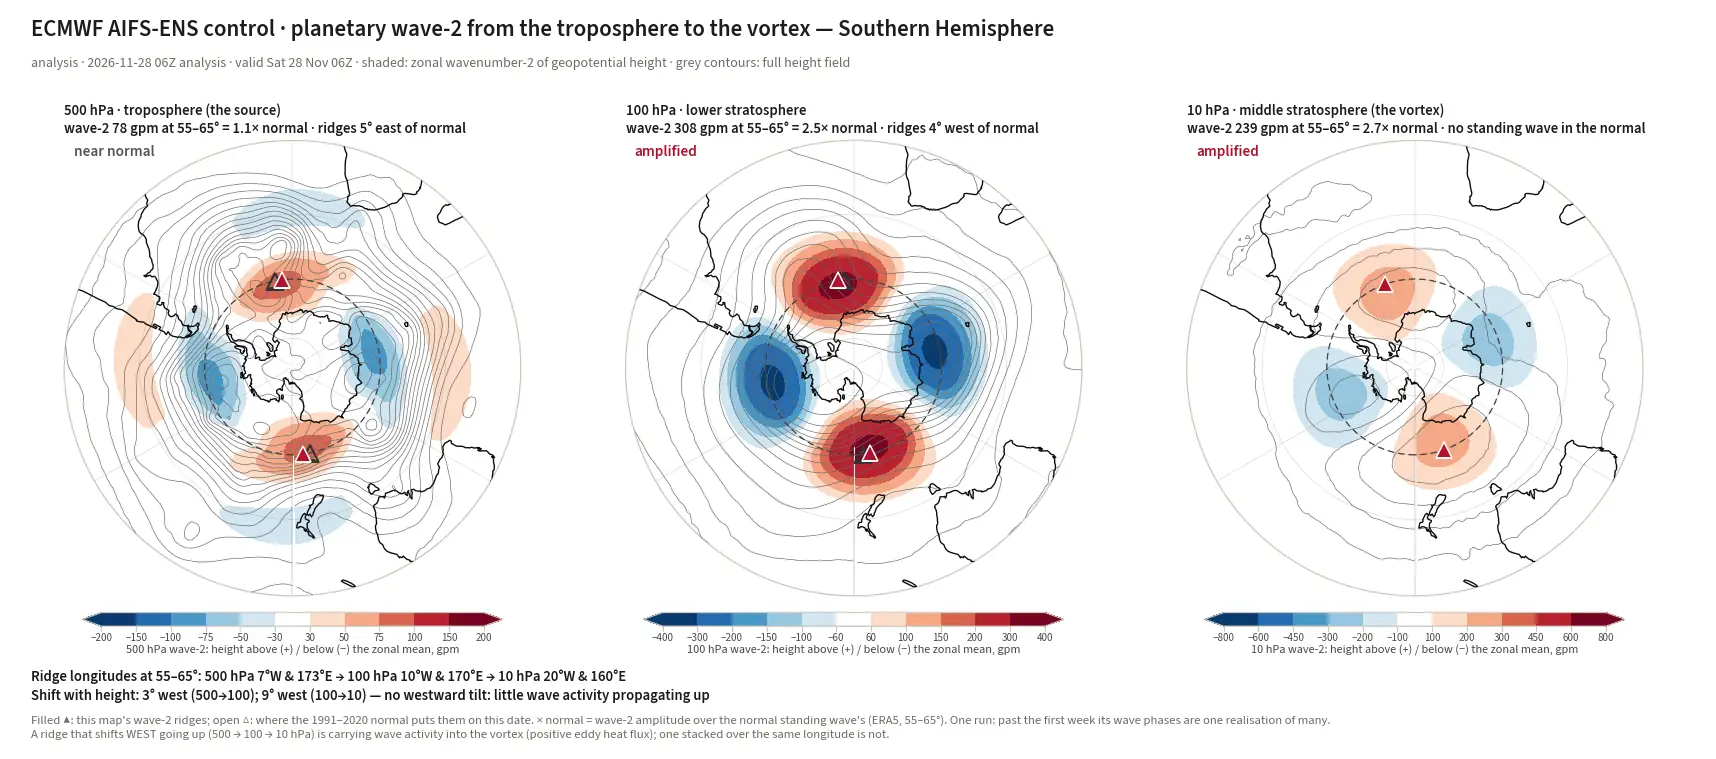 ECMWF AIFS-ENS control · planetary wave-2 from the troposphere to the vortex — Southern Hemisphere
analysis · 2026-11-28 06Z analysis · valid Sat 28 Nov 06Z · shaded: zonal wavenumber-2 of geopotential height · grey contours: full height field
500 hPa · troposphere (the source)
wave-2 78 gpm at 55–65° = 1.1× normal · ridges 5° east of normal
near normal
100 hPa · lower stratosphere
wave-2 308 gpm at 55–65° = 2.5× normal · ridges 4° west of normal
amplified
10 hPa · middle stratosphere (the vortex)
wave-2 239 gpm at 55–65° = 2.7× normal · no standing wave in the normal
amplified
−200 −150 −100 −75 −50 −30 30 50 75 100 150 200
500 hPa wave-2: height above (+) / below (−) the zonal mean, gpm
−400 −300 −200 −150 −100 −60 60 100 150 200 300 400
100 hPa wave-2: height above (+) / below (−) the zonal mean, gpm
−800 −600 −450 −300 −200 −100 100 200 300 450 600 800
10 hPa wave-2: height above (+) / below (−) the zonal mean, gpm
Ridge longitudes at 55–65°: 500 hPa 7°W & 173°E → 100 hPa 10°W & 170°E → 10 hPa 20°W & 160°E
Shift with height: 3° west (500→100); 9° west (100→10) — no westward tilt: little wave activity propagating up
Filled ▲: this map's wave-2 ridges; open △: where the 1991–2020 normal puts them on this date. × normal = wave-2 amplitude over the normal standing wave's (ERA5, 55–65°). One run: past the first week its wave phases are one realisation of many.
A ridge that shifts WEST going up (500 → 100 → 10 hPa) is carrying wave activity into the vortex (positive eddy heat flux); one stacked over the same longitude is not.